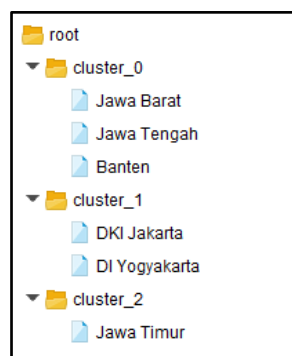 root
cluster_0
Jawa Barat
Jawa Tengah
Banten
cluster_1
DKI Jakarta
DI Yogyakarta
cluster_2
Jawa Timur